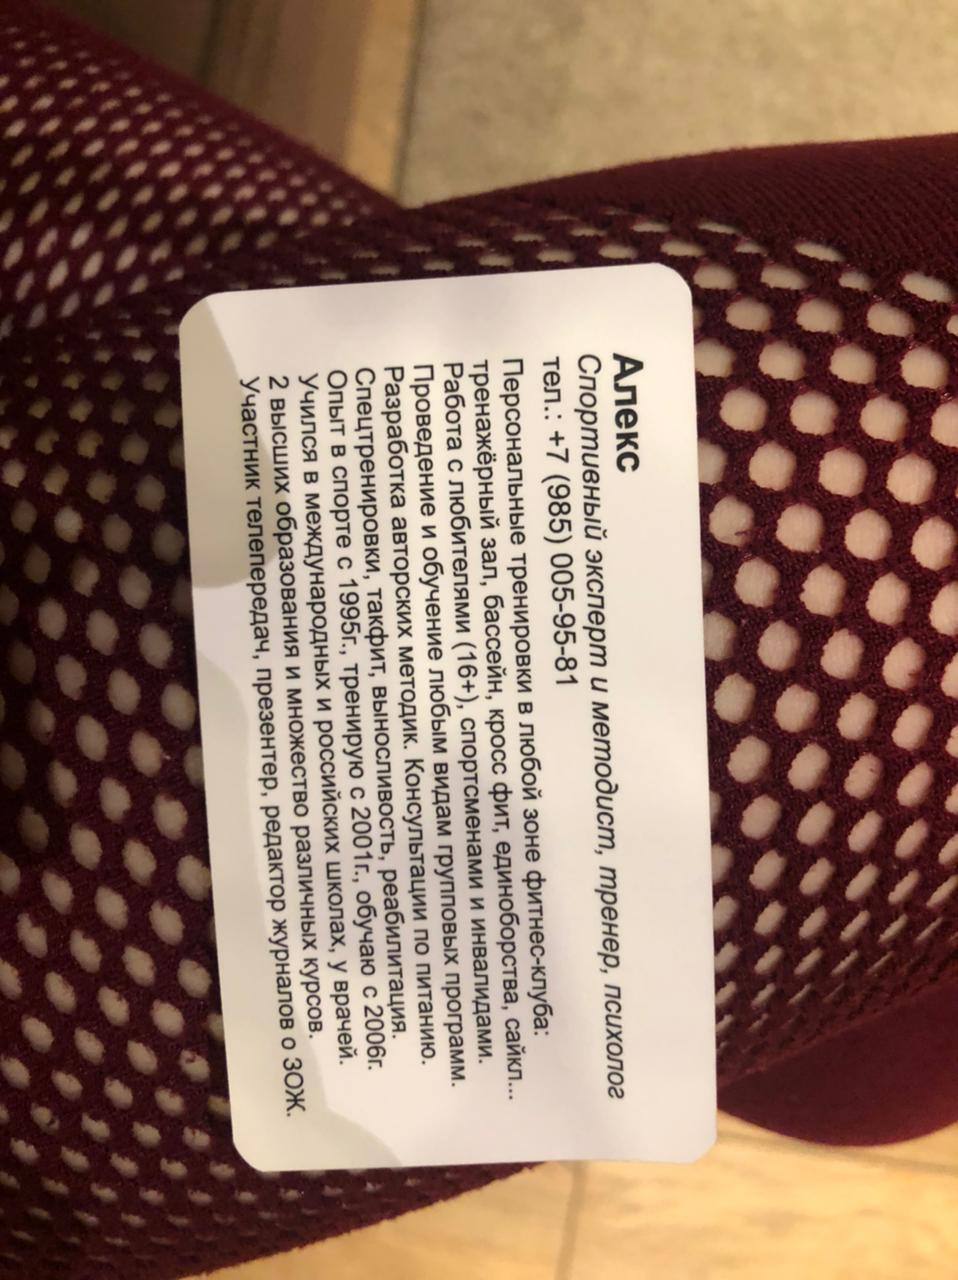 Алекс
Спортивный эксперт и методист, тренер, психолог
тел.: +7 (985) 005-95-81
Персональные тренировки в любой зоне фитнес-клуба:
тренажёрный зал, бассейн, кросс фит, единоборства, сайкл...
Работа с любителями (16+), спортсменами и инвалидами.
Проведение и обучение любым видам групповых программ.
Разработка авторских методик. Консультации по питанию.
Спецтренировки, такфит, выносливость, реабилитация.
Опыт в спорте с 1995г., тренирую с 2001г., обучаю с 2006г.
Учился в международных и российских школах, у врачей.
2 высших образования и множество различных курсов.
Участник телепередач, презентер, редактор журналов о ЗОЖ.